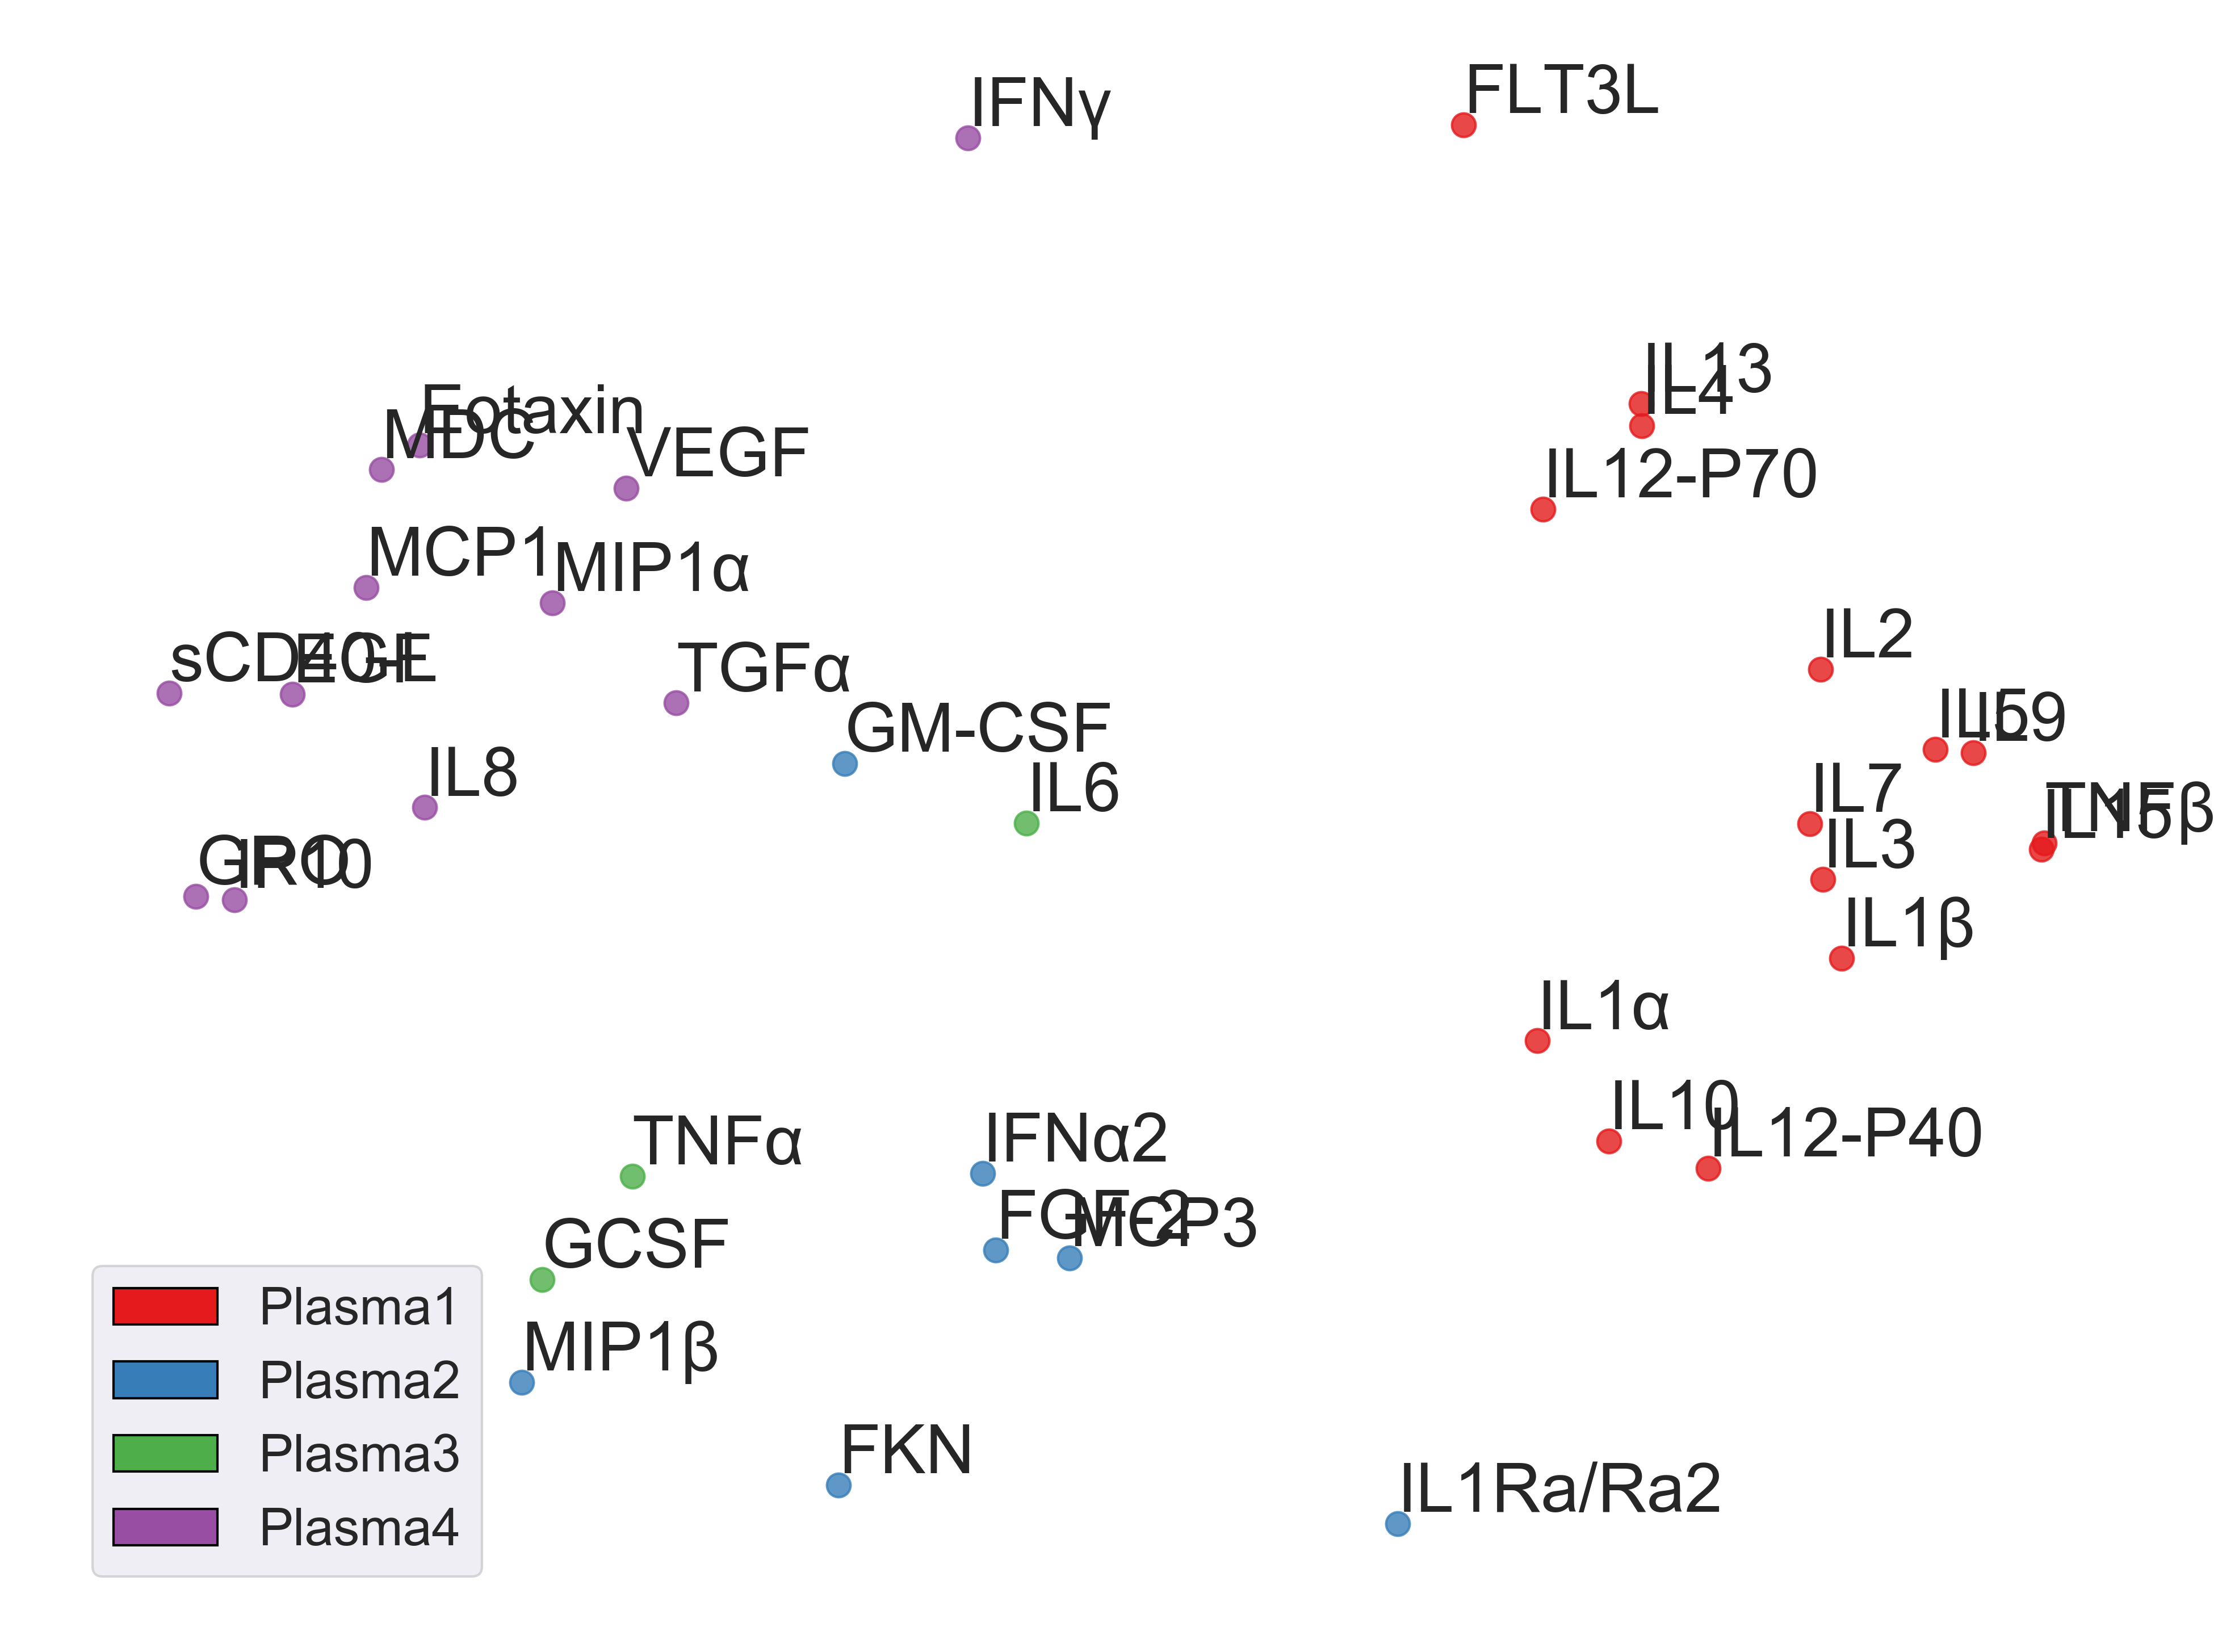 IFNγ
FLT3L
IL13
IL4
Eotaxin
MDC
VEGF
IL12-P70
MCP1
MIP1α
IL2
sCD40-L
EGF
TGFα
IL5
IL9
GM-CSF
IL8
IL6
IL7
TNFβ
IL15
IL3
GRO
IP10
IL1β
IL1α
IL10
IL12-P40
TNFα
IFNα2
FGF-2
MCP3
GCSF
MIP1β
FKN
IL1Ra/Ra2
Plasma1
Plasma2
Plasma3
Plasma4